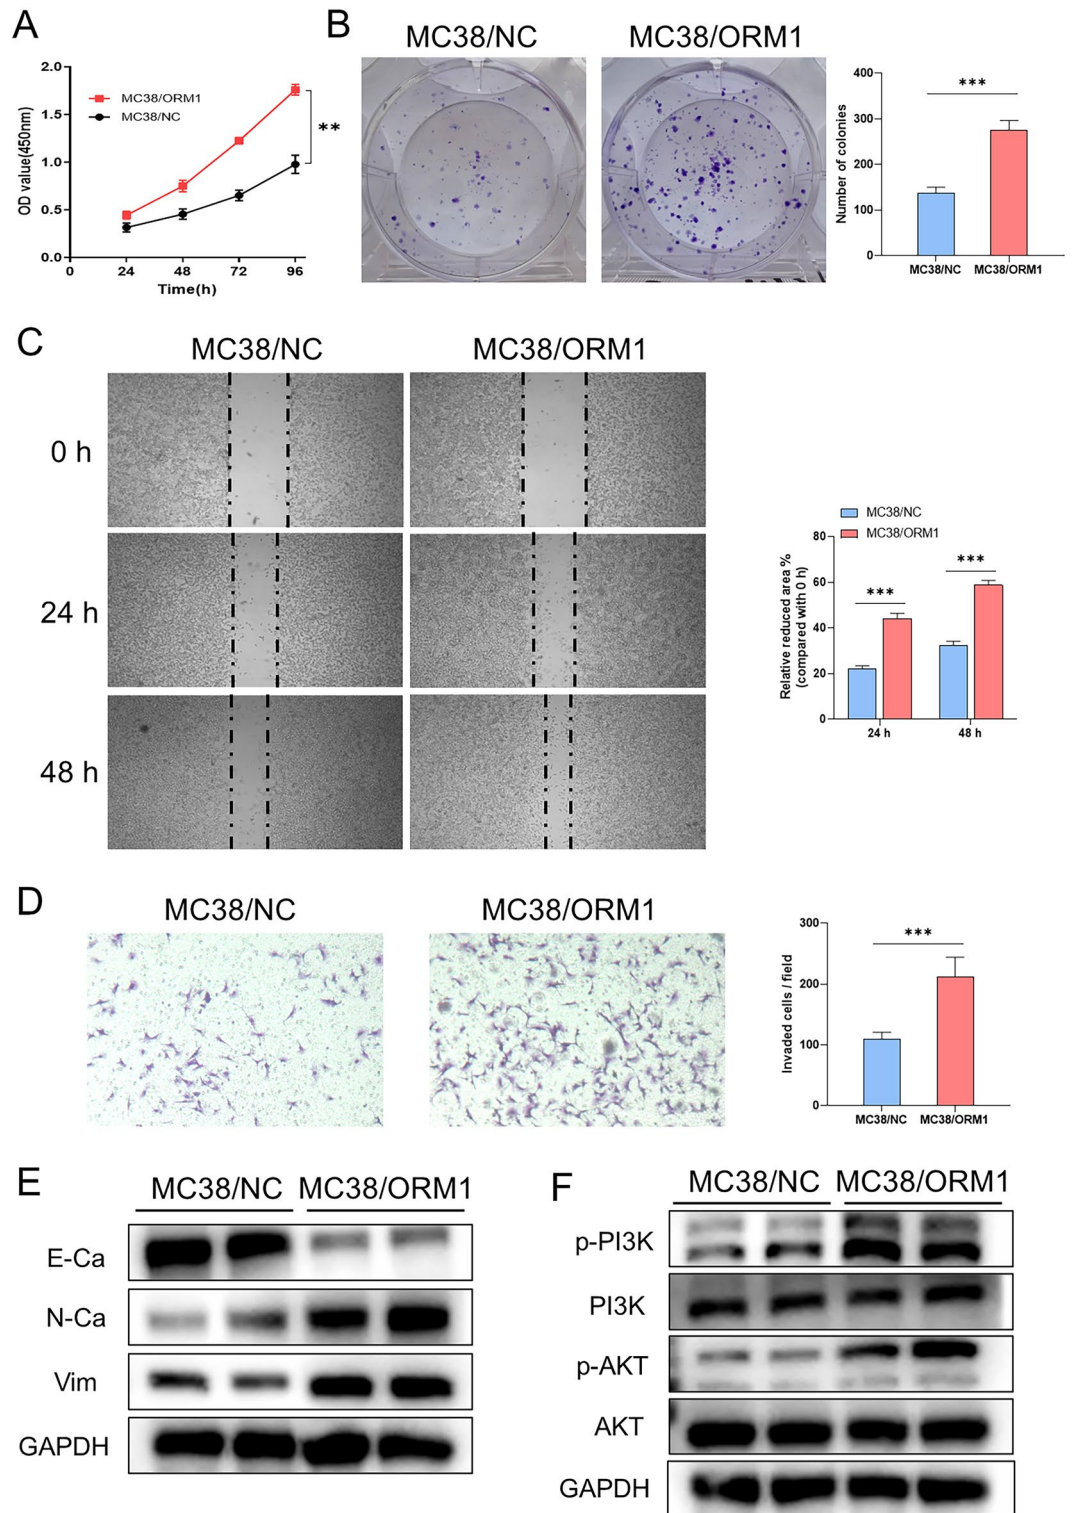 A
2.0
1.5
1.0
0.5
0.0
OD value(450nm)
MC38/ORM1
MC38/NC
**
0
24
48
72
96
Time(h)
B
MC38/NC
MC38/ORM1
400
300
200
100
0
Number of colonies
***
MC38/NC
MC38/ORM1
C
MC38/NC
MC38/ORM1
0 h
24 h
48 h
MC38/NC
MC38/ORM1
80
60
40
20
0
Relative reduced area %
(compared with 0 h)
***
***
24 h
48 h
D
MC38/NC
MC38/ORM1
300
200
100
0
Invaded cells / field
***
MC38/NC
MC38/ORM1
E
MC38/NC
MC38/ORM1
E-Ca
N-Ca
Vim
GAPDH
F
MC38/NC
MC38/ORM1
p-PI3K
PI3K
p-AKT
AKT
GAPDH